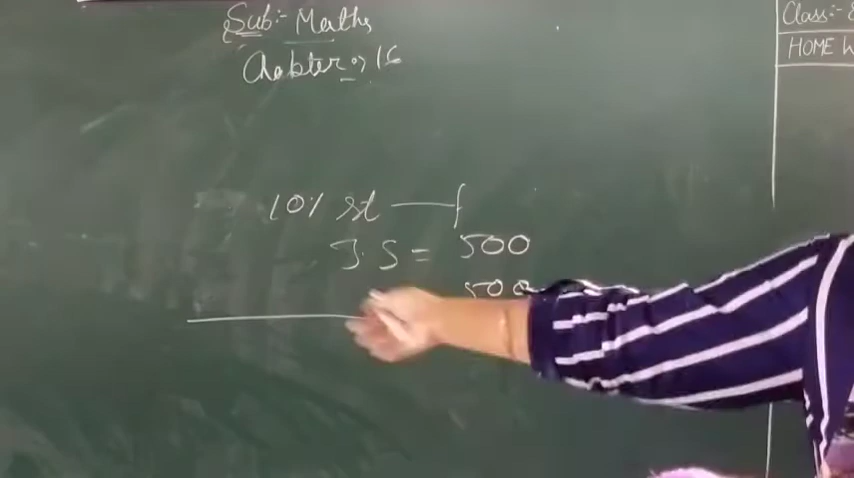 Sub:- Maths
Chapter :- 16
Class:-
HOME W
10% st — f
T.S = 500
500